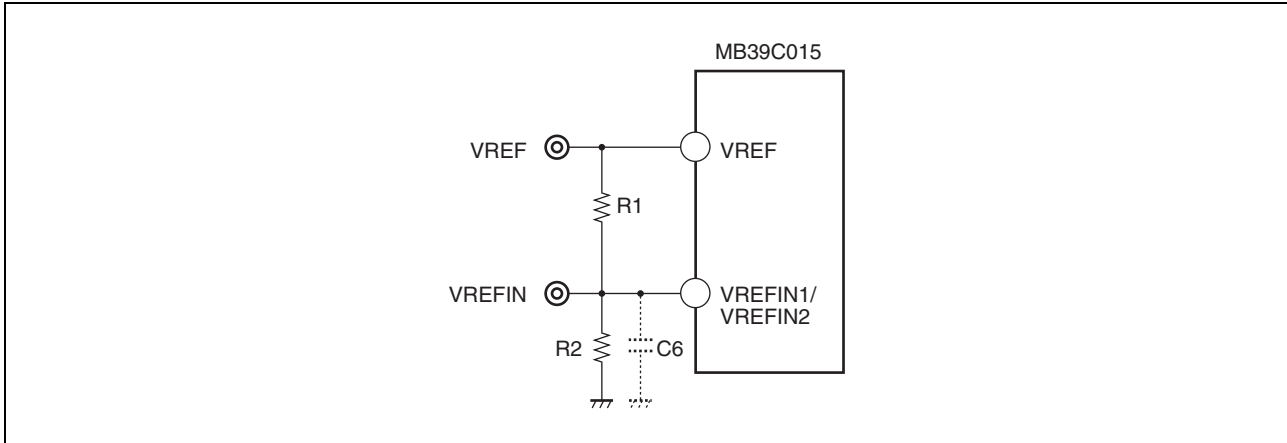 MB39C015
VREF
VREF
R1
VREFIN
VREFIN1/
VREFIN2
R2
C6